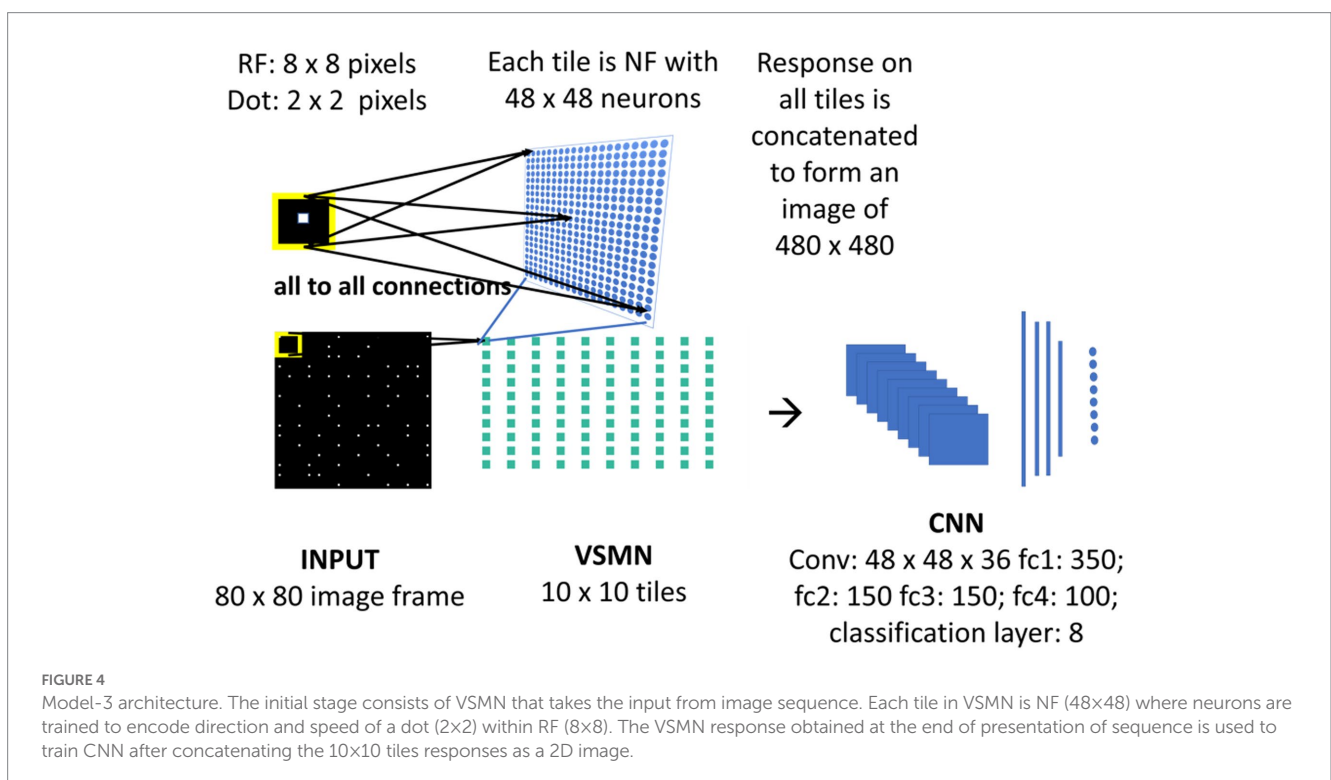 RF: 8 x 8 pixels
Dot: 2 x 2 pixels
Each tile is NF with
48 x 48 neurons
Response on
all tiles is
concatenated
to form an
image of
480 x 480
all to all connections
INPUT
80 x 80 image frame
VSMN
10 x 10 tiles
CNN
Conv: 48 x 48 x 36 fc1: 350;
fc2: 150 fc3: 150; fc4: 100;
classification layer: 8
FIGURE 4
Model-3 architecture. The initial stage consists of VSMN that takes the input from image sequence. Each tile in VSMN is NF (48×48) where neurons are
trained to encode direction and speed of a dot (2×2) within RF (8×8). The VSMN response obtained at the end of presentation of sequence is used to
train CNN after concatenating the 10×10 tiles responses as a 2D image.